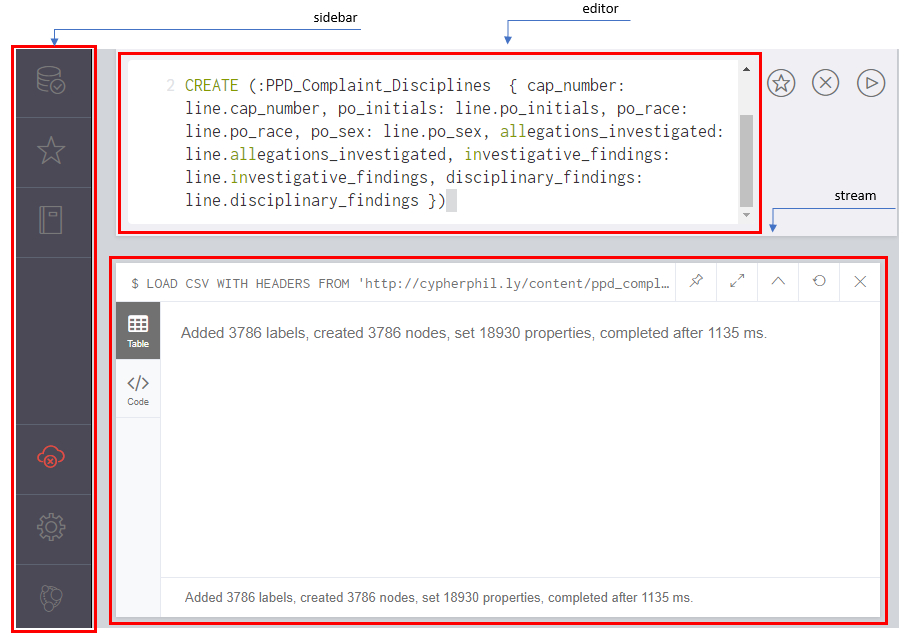 sidebar
editor
2 CREATE (:PPD_Complaint_Disciplines { cap_number:
line.cap_number, po_initials: line.po_initials, po_race:
line.po_race, po_sex: line.po_sex, allegations_investigated:
line.allegations_investigated, investigative_findings:
line.investigative_findings, disciplinary_findings:
line.disciplinary_findings })
stream
$ LOAD CSV WITH HEADERS FROM 'http://cypherphil.ly/content/ppd_compl…
Table
Added 3786 labels, created 3786 nodes, set 18930 properties, completed after 1135 ms.
</>
Code
Added 3786 labels, created 3786 nodes, set 18930 properties, completed after 1135 ms.